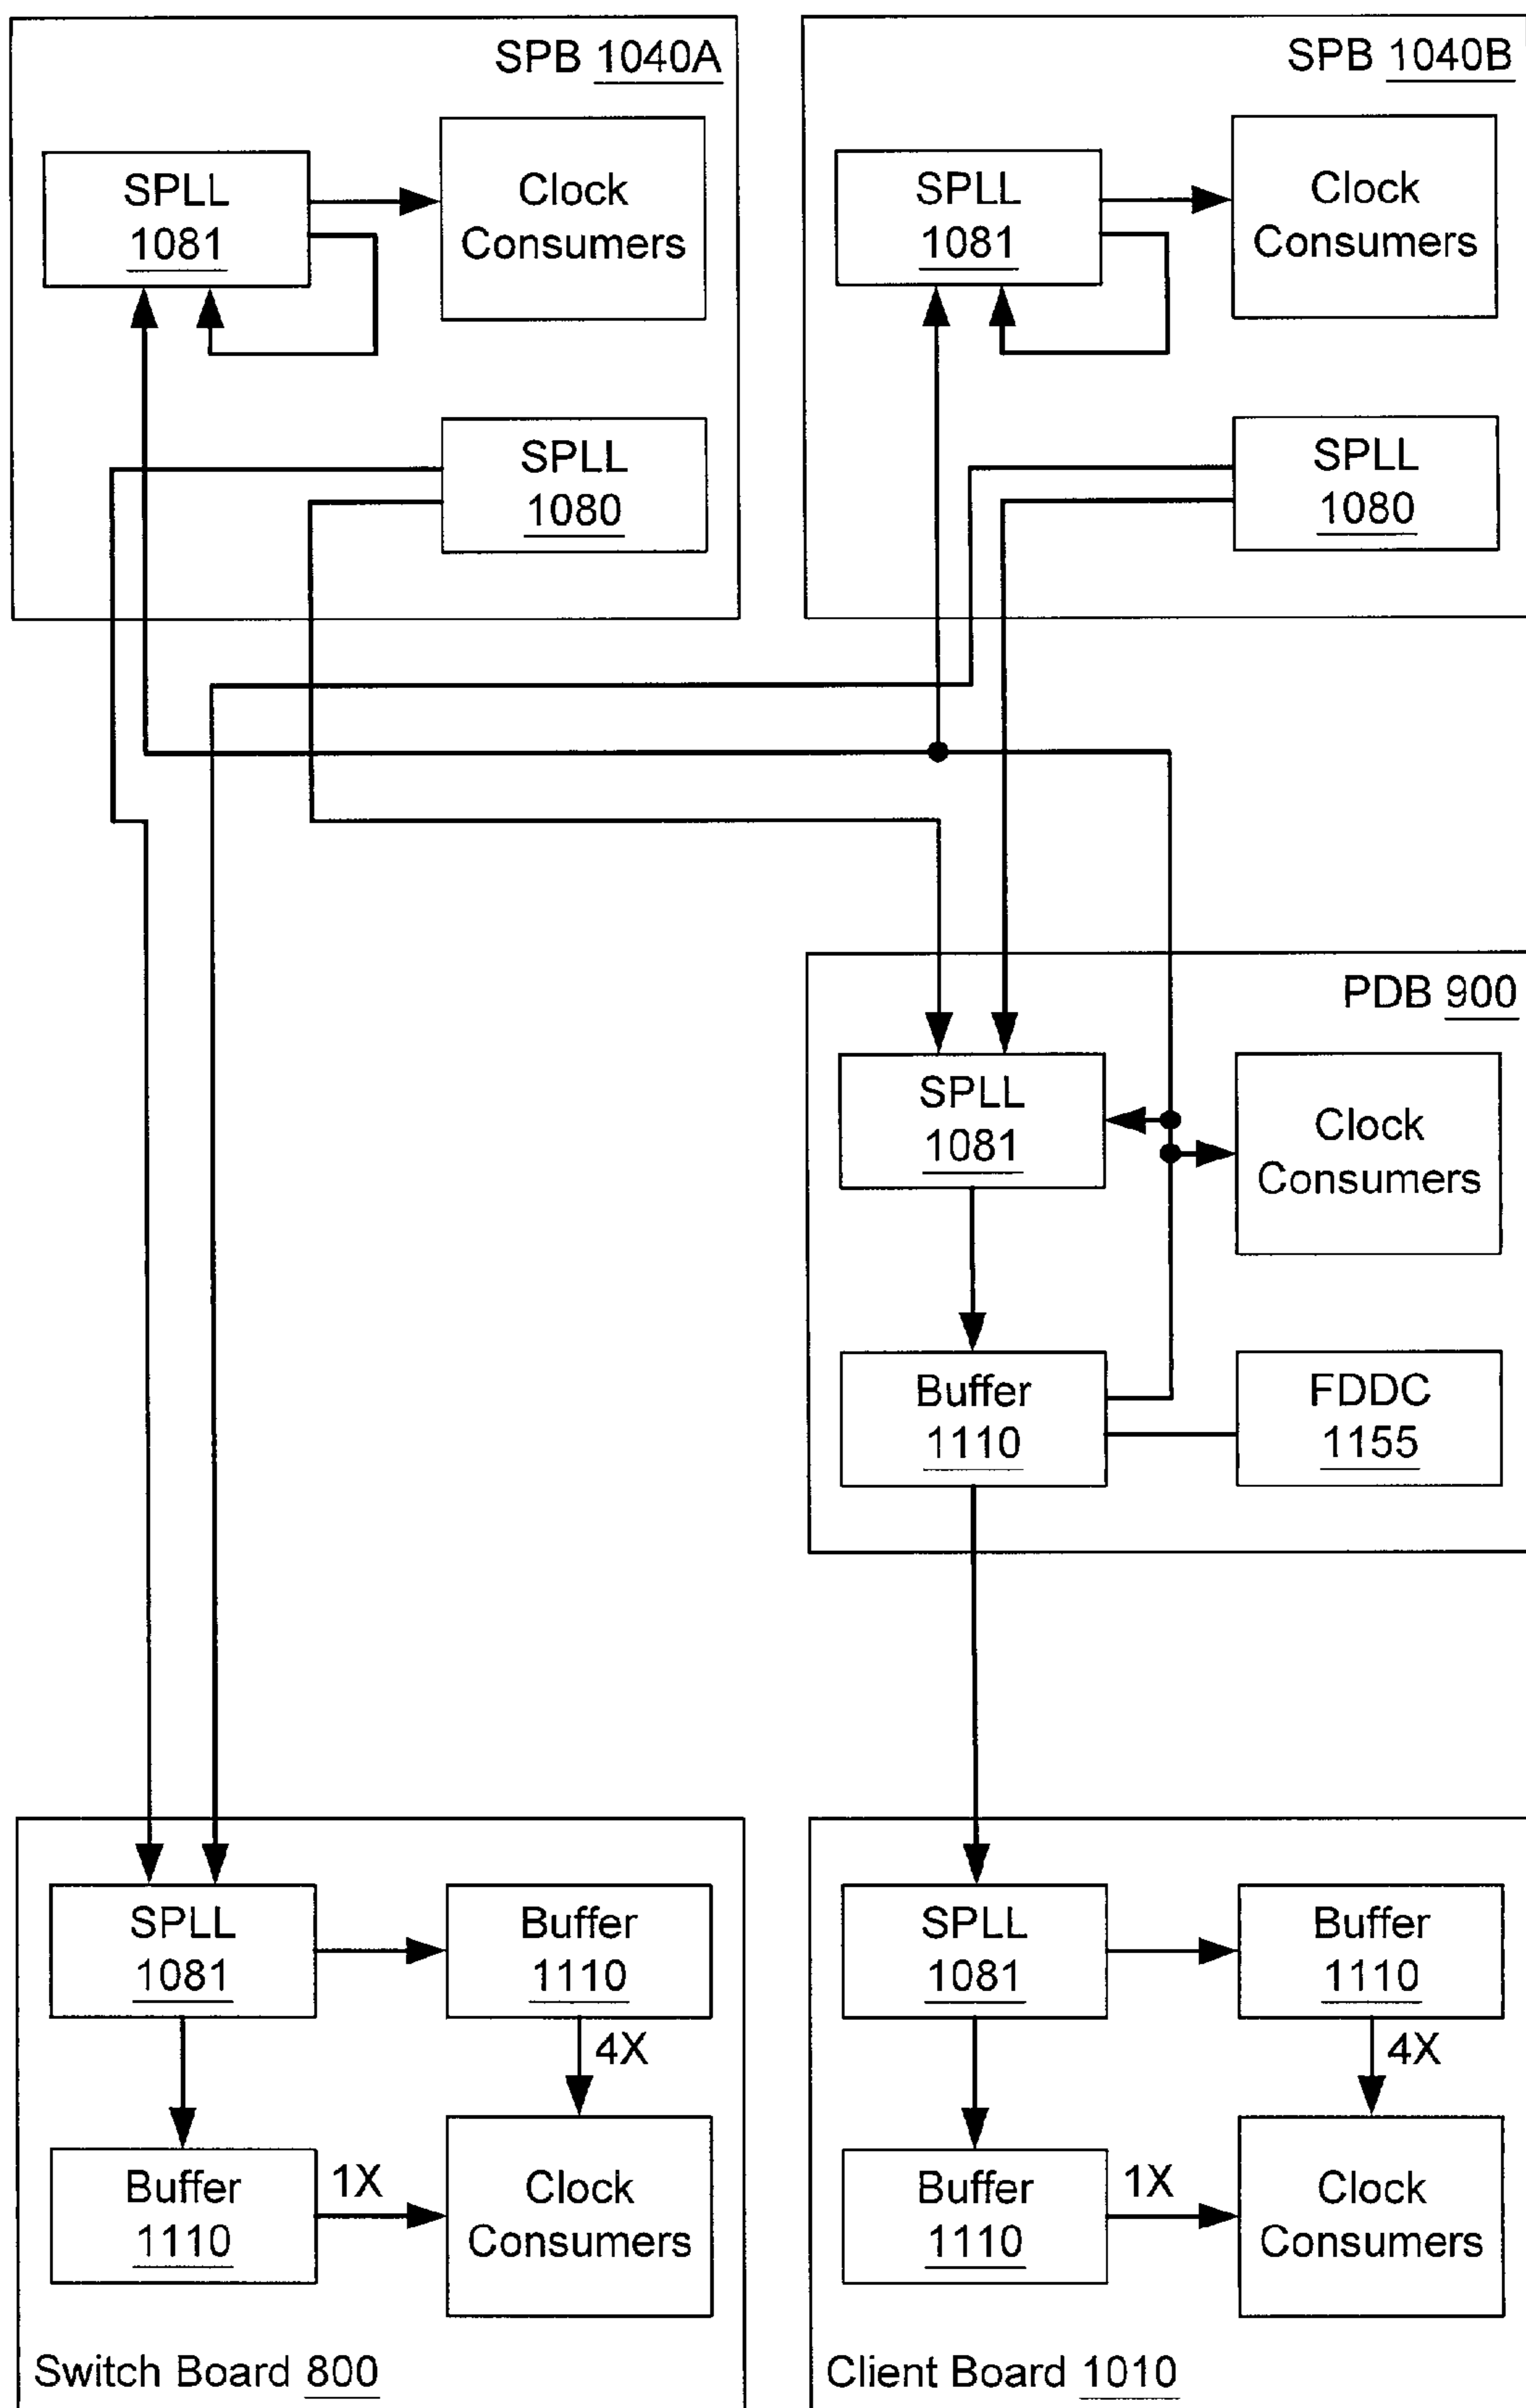 SPB 1040A
SPLL
1081
Clock
Consumers
SPLL
1080
SPB 1040B
SPLL
1081
Clock
Consumers
SPLL
1080
PDB 900
SPLL
1081
Clock
Consumers
Buffer
1110
FDDC
1155
SPLL
1081
Buffer
1110
4X
Buffer
1110
1X
Clock
Consumers
Switch Board 800
SPLL
1081
Buffer
1110
4X
Buffer
1110
1X
Clock
Consumers
Client Board 1010